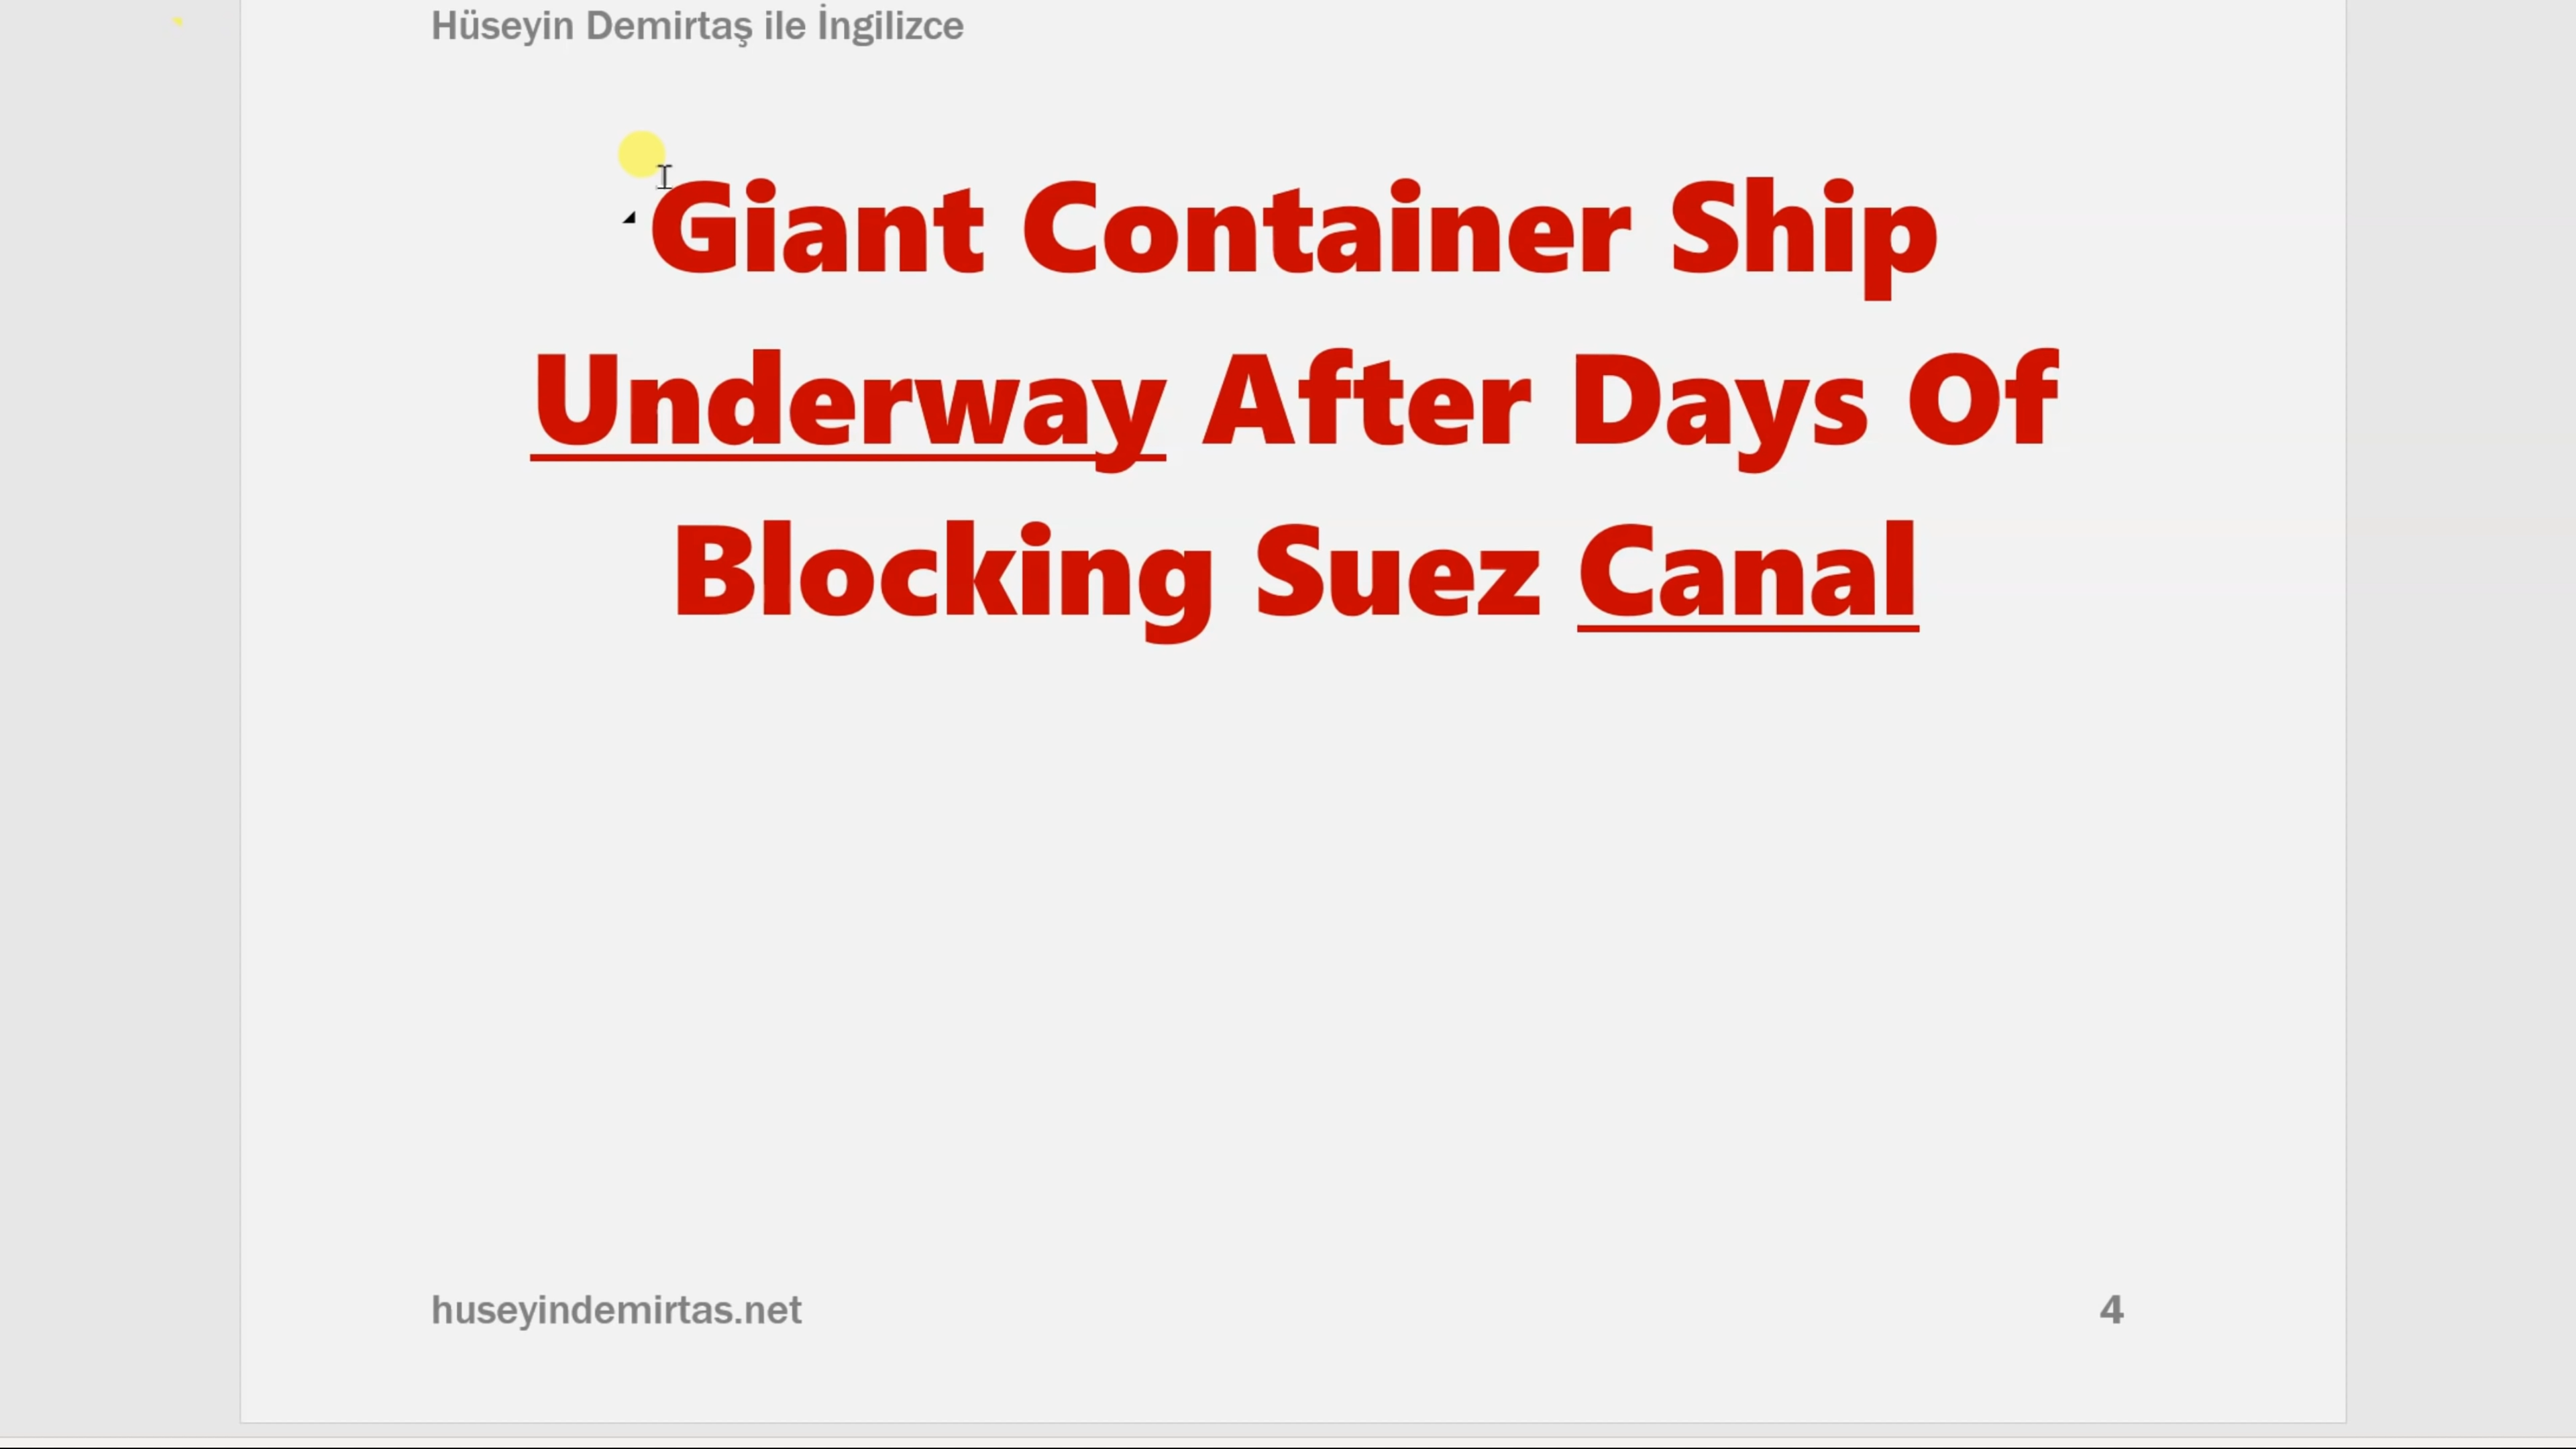 Hüseyin Demirtaş ile İngilizce
Giant Container Ship
Underway After Days Of
Blocking Suez Canal
huseyindemirtas.net
4